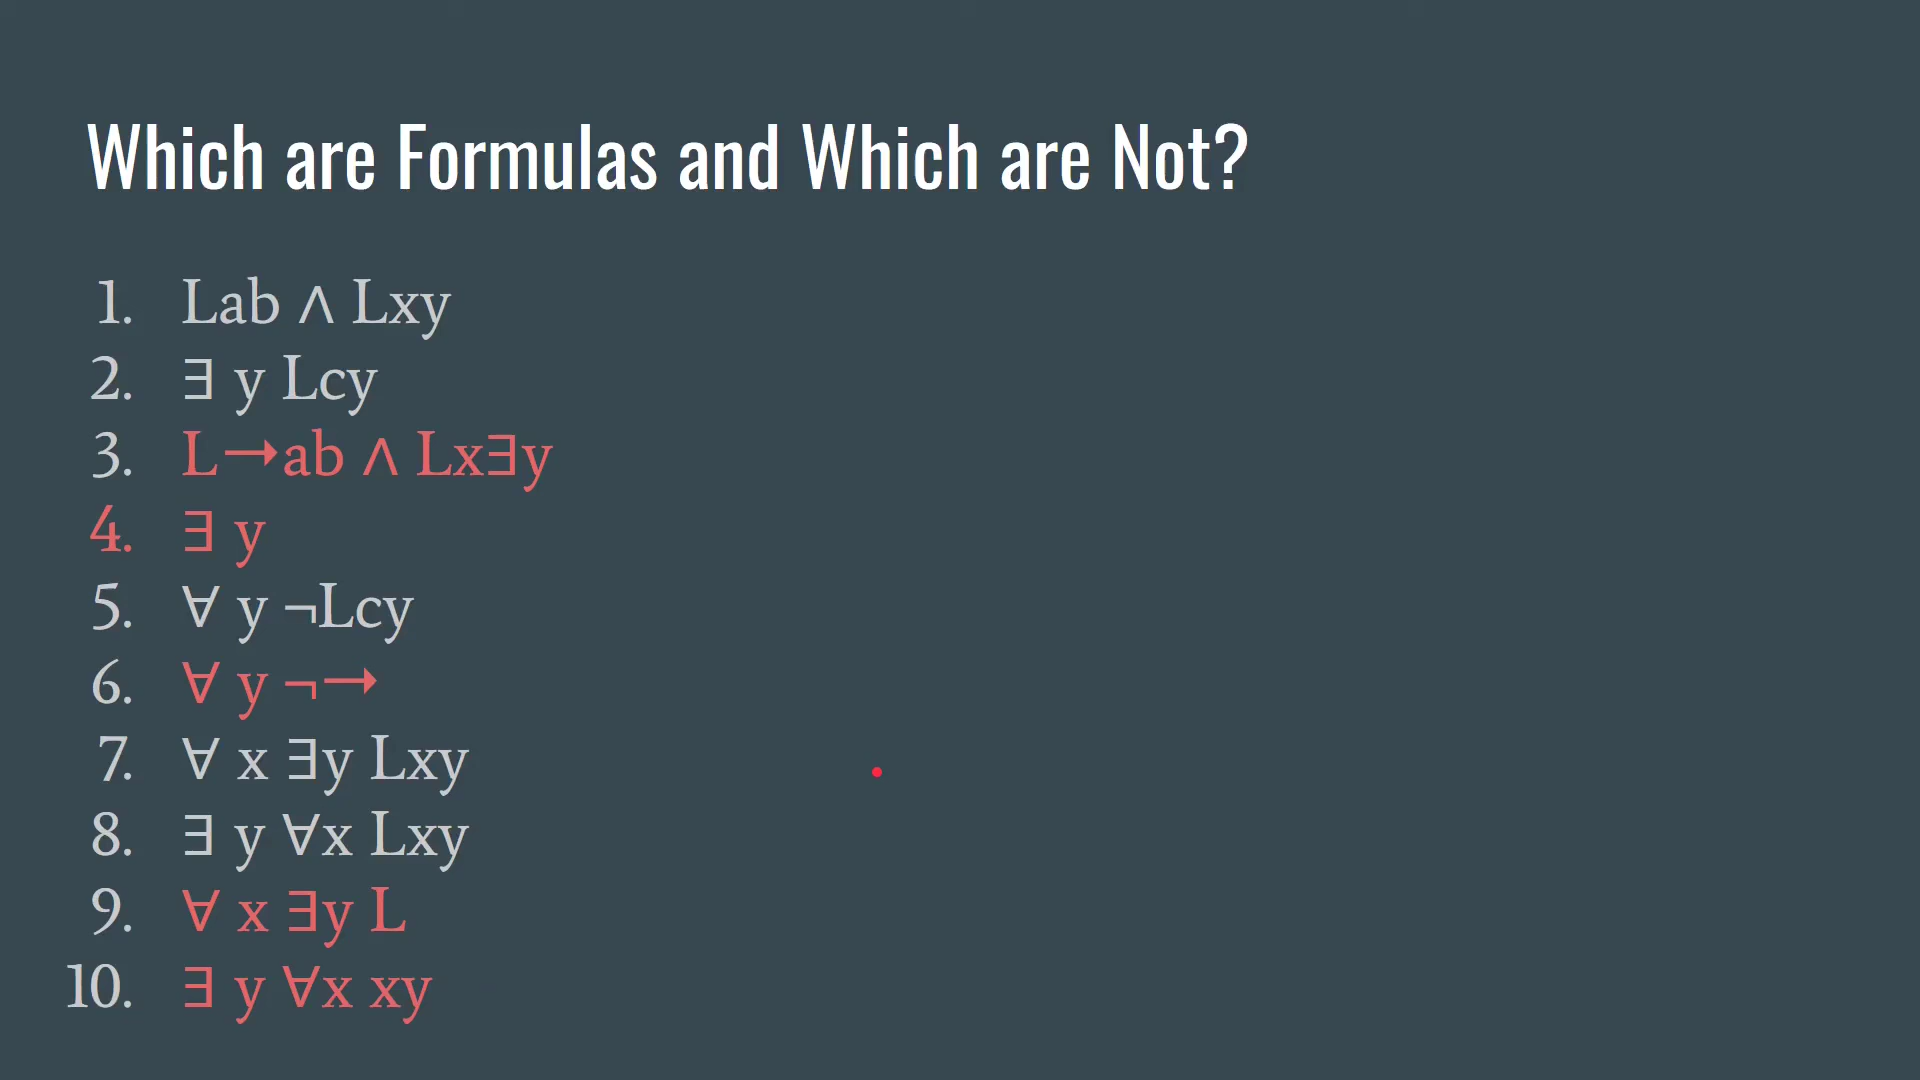 Which are Formulas and Which are Not?
1. Lab ∧ Lxy
2. ∃ y Lcy
3. L→ab ∧ Lx∃y
4. ∃ y
5. ∀ y ¬Lcy
6. ∀ y ¬→
7. ∀ x ∃y Lxy
8. ∃ y ∀x Lxy
9. ∀ x ∃y L
10. ∃ y ∀x xy